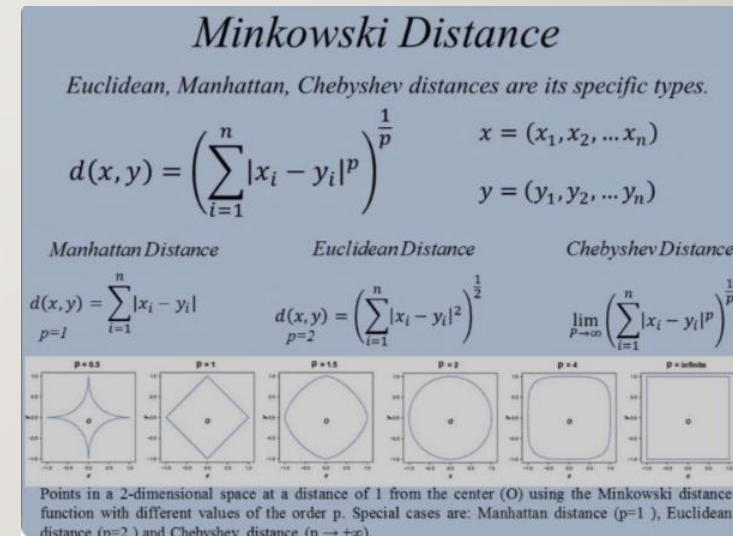 Minkowski Distance
Euclidean, Manhattan, Chebyshev distances are its specific types.
d(x, y) = (∑_{i=1}^{n} |x_i − y_i|^p)^{1/p}
x = (x_1, x_2, ... x_n)
y = (y_1, y_2, ... y_n)
Manhattan Distance
d(x, y) = ∑_{i=1}^{n} |x_i − y_i|
p=1
Euclidean Distance
d(x, y) = (∑_{i=1}^{n} |x_i − y_i|^2)^{1/2}
p=2
Chebyshev Distance
lim_{P→∞} (∑_{i=1}^{n} |x_i − y_i|^p)^{1/p}
p = 0.5
p = 1
p = 1.5
p = 2
p = 4
p = infinite
Points in a 2-dimensional space at a distance of 1 from the center (O) using the Minkowski distance
function with different values of the order p. Special cases are: Manhattan distance (p=1 ), Euclidean
distance (p=2 ) and Chebyshev distance (p → +∞)